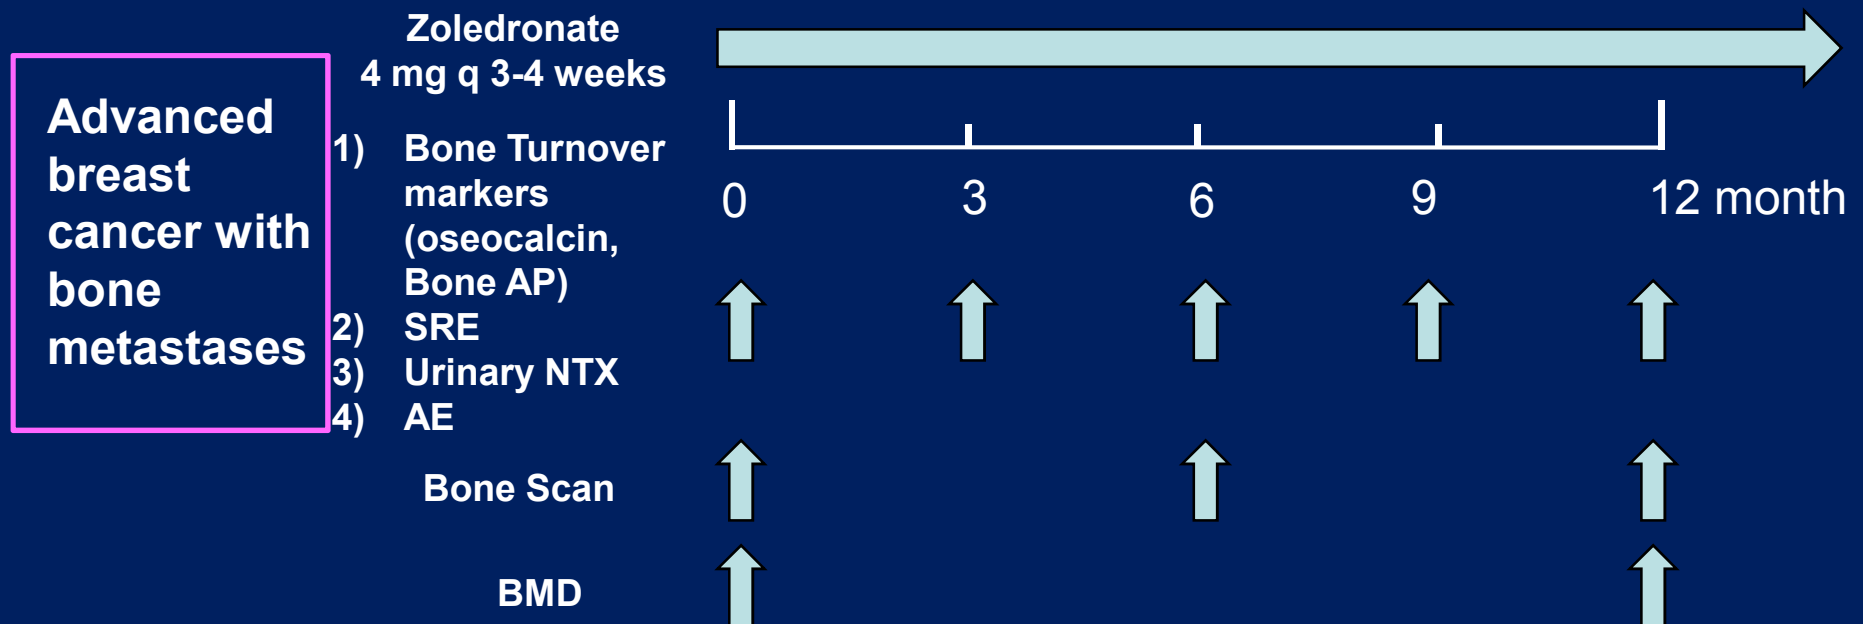 Advanced
breast
cancer with
bone
metastases
Zoledronate
4 mg q 3-4 weeks
1) Bone Turnover
markers
(oseocalcin,
Bone AP)
2) SRE
3) Urinary NTX
4) AE
Bone Scan
BMD
0 3 6 9 12 month